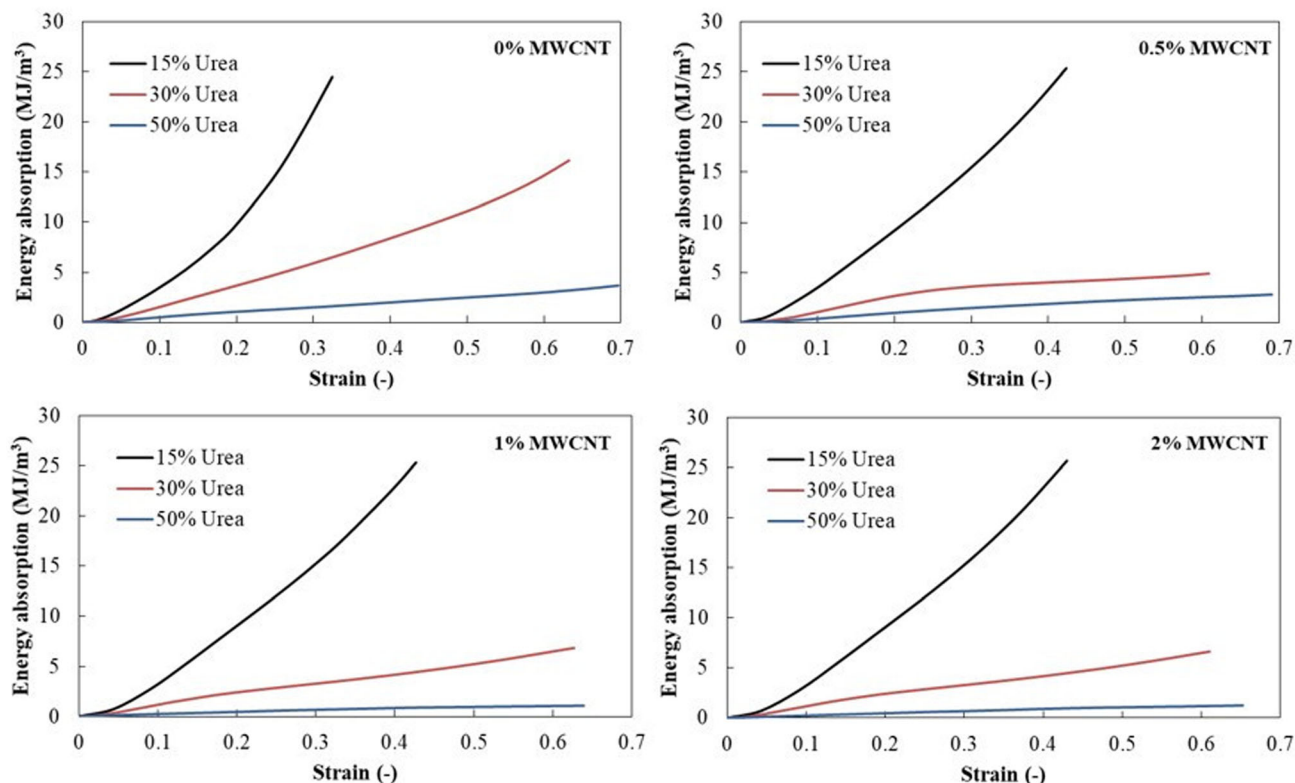 0% MWCNT
15% Urea
30% Urea
50% Urea
Energy absorption (MJ/m³)
30
25
20
15
10
5
0
0 0.1 0.2 0.3 0.4 0.5 0.6 0.7
Strain (-)
0.5% MWCNT
15% Urea
30% Urea
50% Urea
Energy absorption (MJ/m³)
30
25
20
15
10
5
0
0 0.1 0.2 0.3 0.4 0.5 0.6 0.7
Strain (-)
1% MWCNT
15% Urea
30% Urea
50% Urea
Energy absorption (MJ/m³)
30
25
20
15
10
5
0
0 0.1 0.2 0.3 0.4 0.5 0.6 0.7
Strain (-)
2% MWCNT
15% Urea
30% Urea
50% Urea
Energy absorption (MJ/m³)
30
25
20
15
10
5
0
0 0.1 0.2 0.3 0.4 0.5 0.6 0.7
Strain (-)